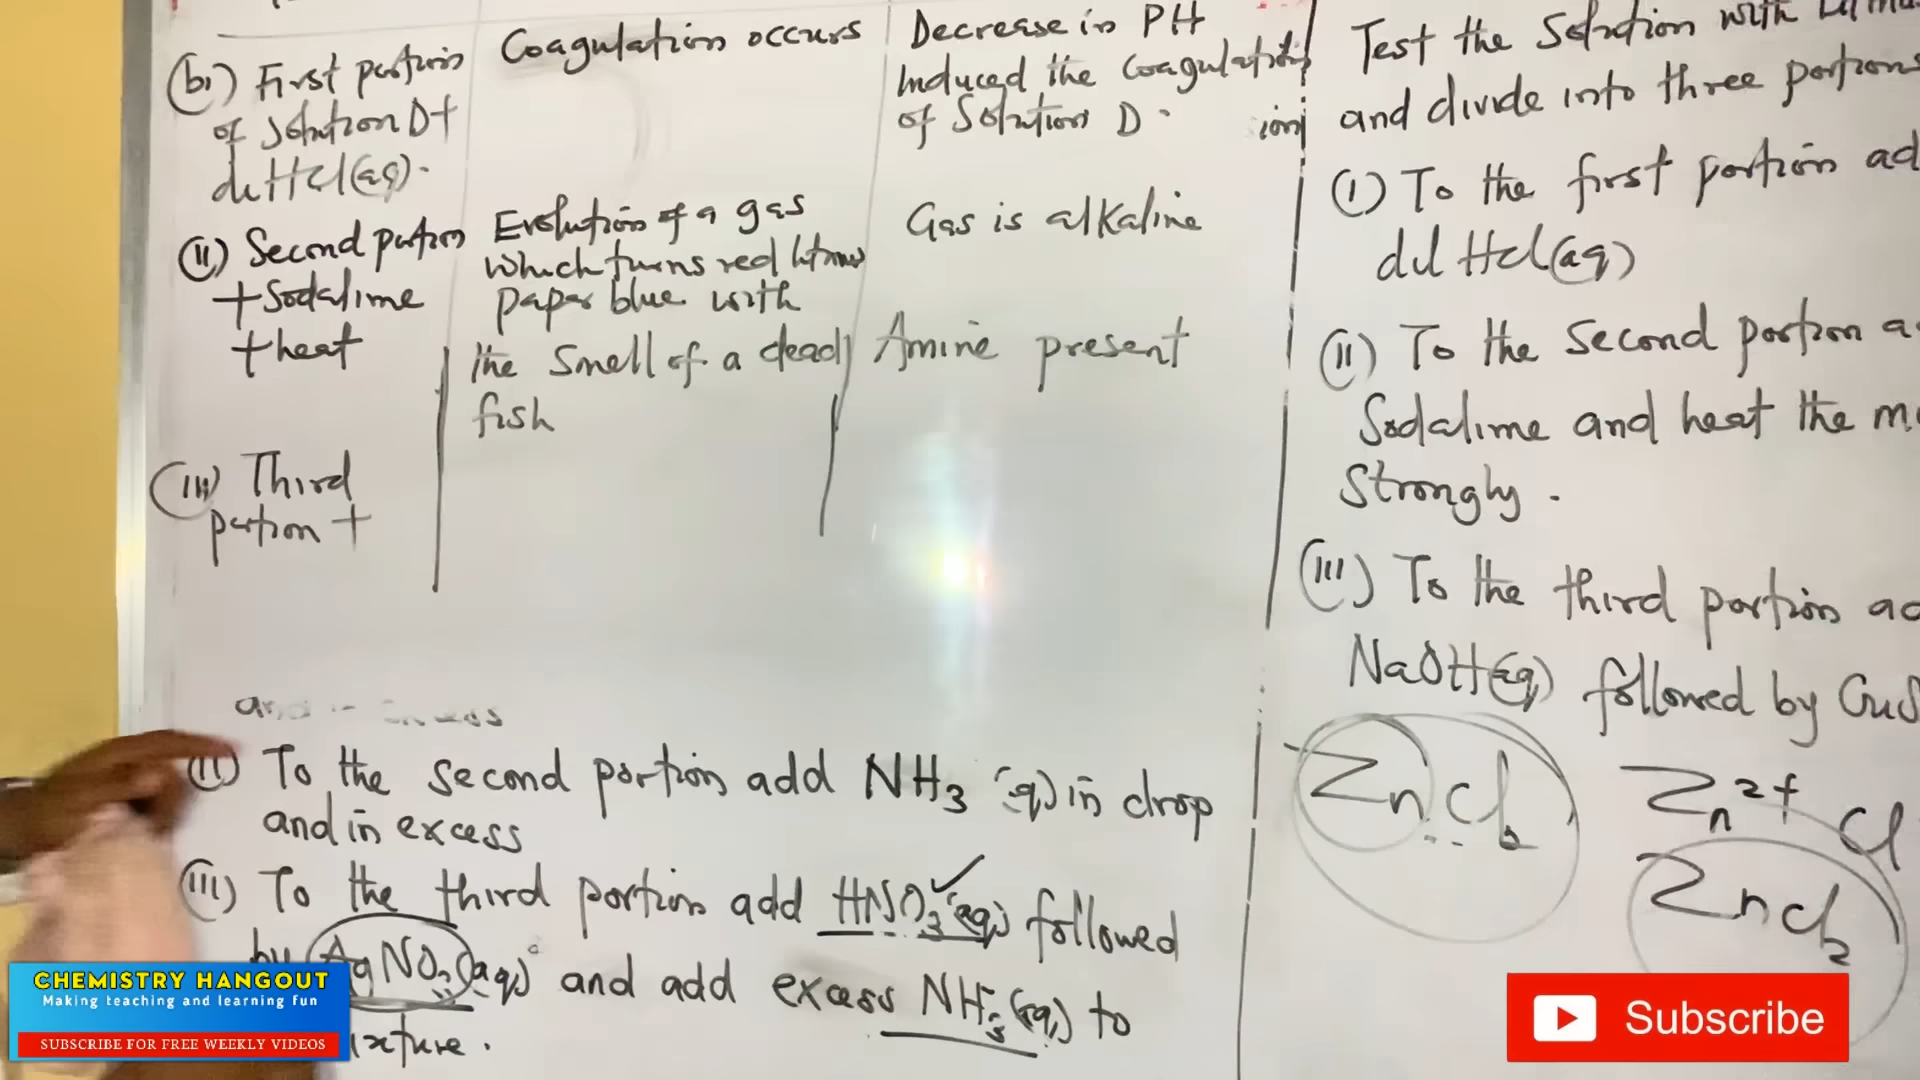 (bi) First portion
of solution D +
dil HCl(aq).
Coagulation occurs
Decrease in PH
Induced the Coagulation
of Solution D.
(ii) Second portion
+ Sodalime
+ heat
Evolution of a gas
which turns red litmus
paper blue with
the smell of a dead
fish
Gas is alkaline
Amine present
(iii) Third
portion +
and in excess
(ii) To the second portion add NH3 (aq) in drop
and in excess
(iii) To the third portion add HNO3(aq) followed
by AgNO3(aq) and add excess NH3(aq) to
Test the Solution with
and divide into three portions
(i) To the first portion ad
dil HCl(aq)
(ii) To the second portion a
Sodalime and heat the m
Strongly.
(iii) To the third portion ad
NaOH(aq) followed by CuS
ZnCl2
Zn2+ Cl
ZnCl2
CHEMISTRY HANGOUT
Making teaching and learning fun
SUBSCRIBE FOR FREE WEEKLY VIDEOS
Subscribe